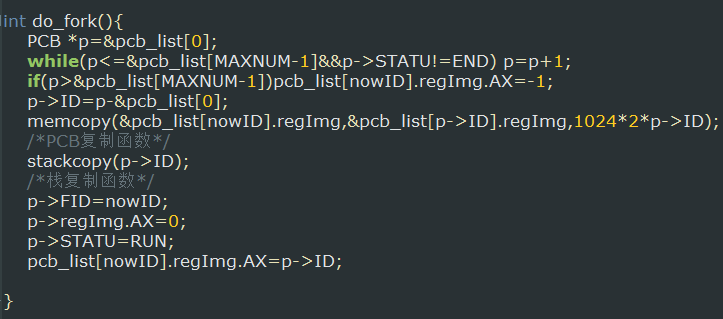 int do_fork(){
PCB *p=&pcb_list[0];
while(p<=&pcb_list[MAXNUM-1]&&p->STATU!=END) p=p+1;
if(p>&pcb_list[MAXNUM-1])pcb_list[nowID].regImg.AX=-1;
p->ID=p-&pcb_list[0];
memcopy(&pcb_list[nowID].regImg,&pcb_list[p->ID].regImg,1024*2*p->ID);
/*PCB复制函数*/
stackcopy(p->ID);
/*栈复制函数*/
p->FID=nowID;
p->regImg.AX=0;
p->STATU=RUN;
pcb_list[nowID].regImg.AX=p->ID;
}